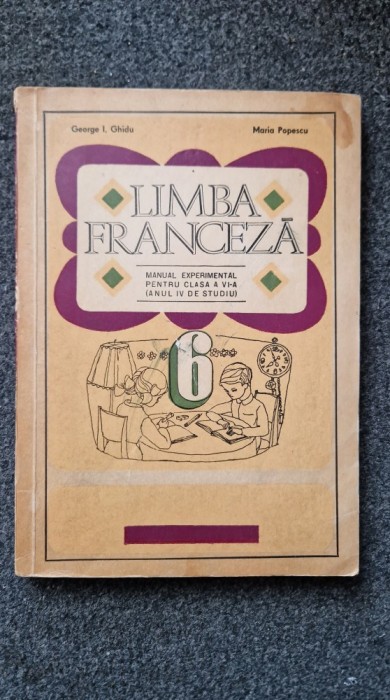 George I. Ghidu Maria Popescu
LIMBA
FRANCEZĂ
MANUAL EXPERIMENTAL
PENTRU CLASA A VI-A
(ANUL IV DE STUDIU)
6